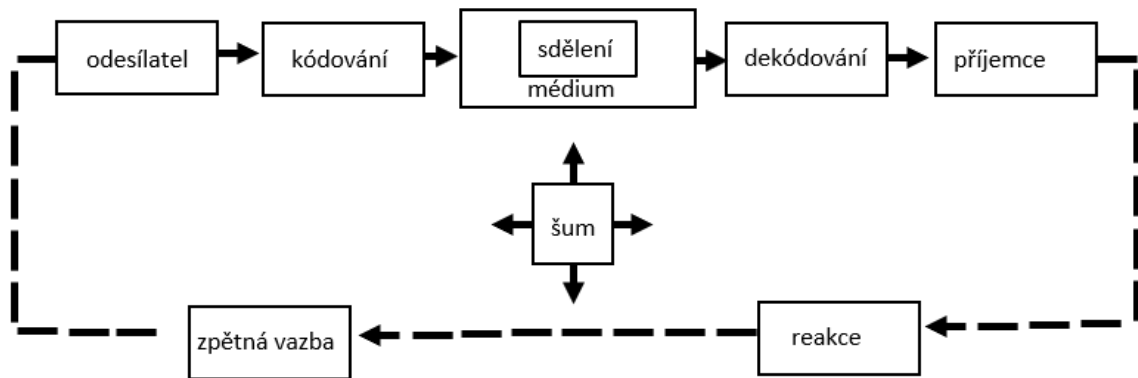 odesílatel
kódování
sdělení
médium
dekódování
příjemce
šum
zpětná vazba
reakce